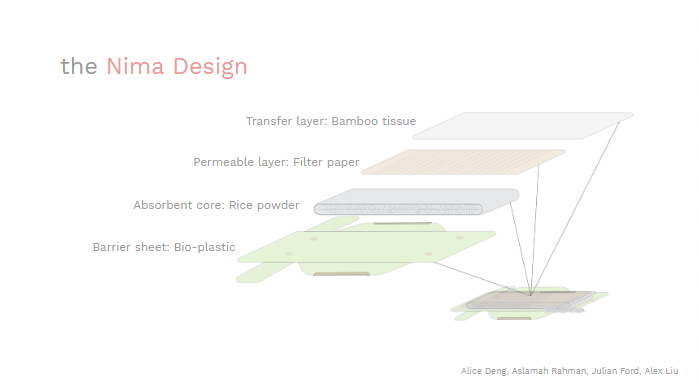 the Nima Design
Transfer layer: Bamboo tissue
Permeable layer: Filter paper
Absorbent core: Rice powder
Barrier sheet: Bio-plastic
Alice Deng, Aslamah Rahman, Julian Ford, Alex Liu